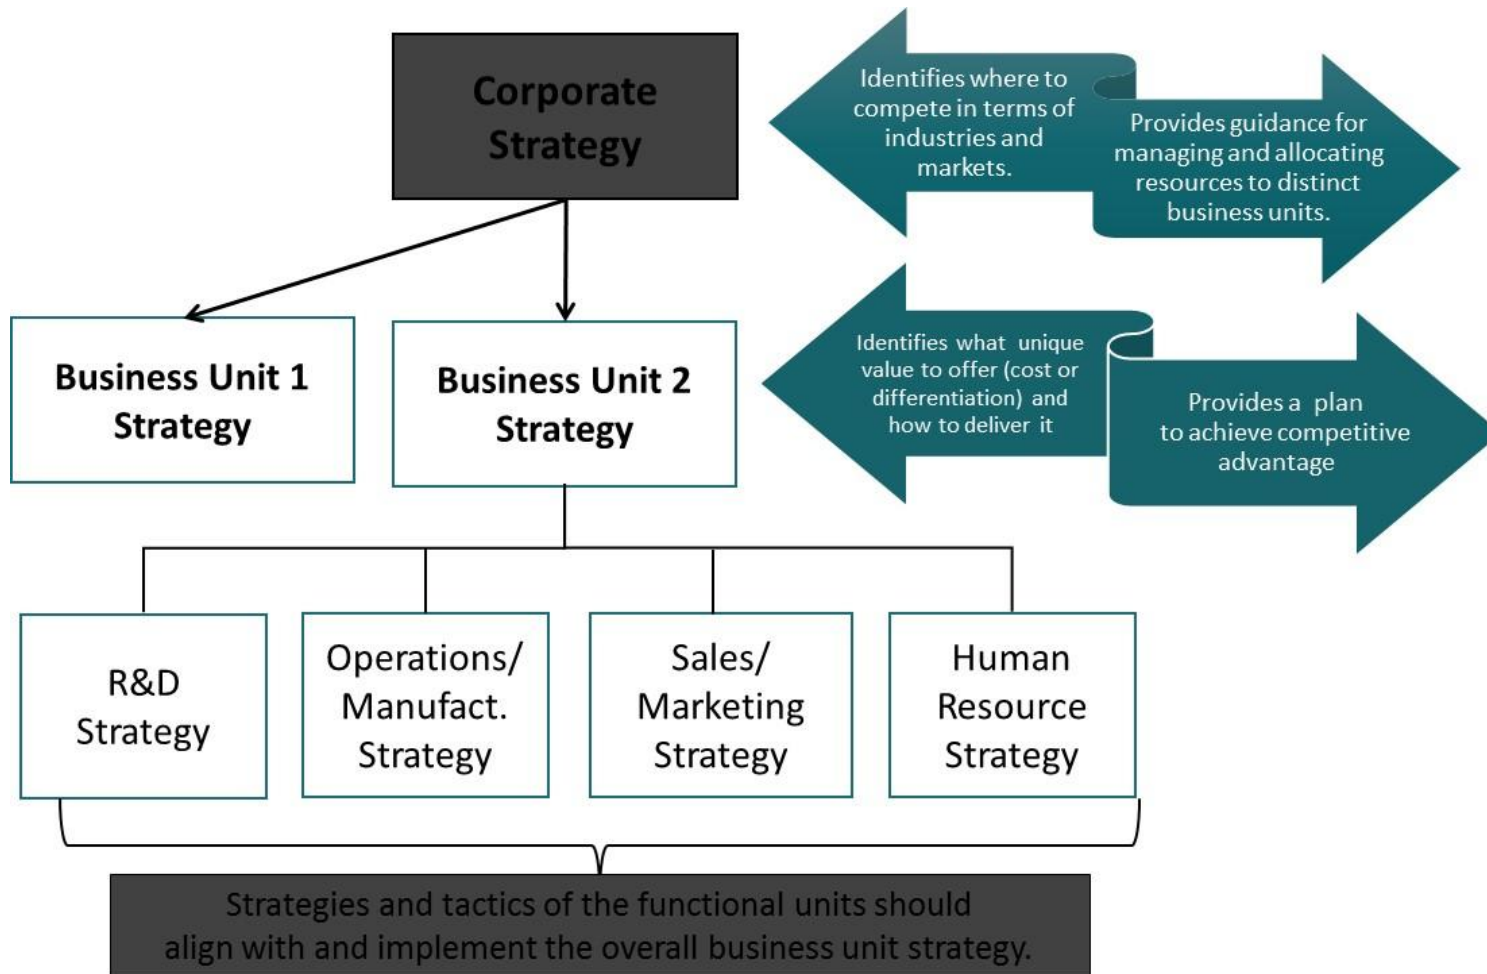 Corporate
Strategy
Identifies where to
compete in terms of
industries and
markets.
Provides guidance for
managing and allocating
resources to distinct
business units.
Business Unit 1
Strategy
Business Unit 2
Strategy
Identifies what unique
value to offer (cost or
differentiation) and
how to deliver it
Provides a plan
to achieve competitive
advantage
R&D
Strategy
Operations/
Manufact.
Strategy
Sales/
Marketing
Strategy
Human
Resource
Strategy
Strategies and tactics of the functional units should
align with and implement the overall business unit strategy.